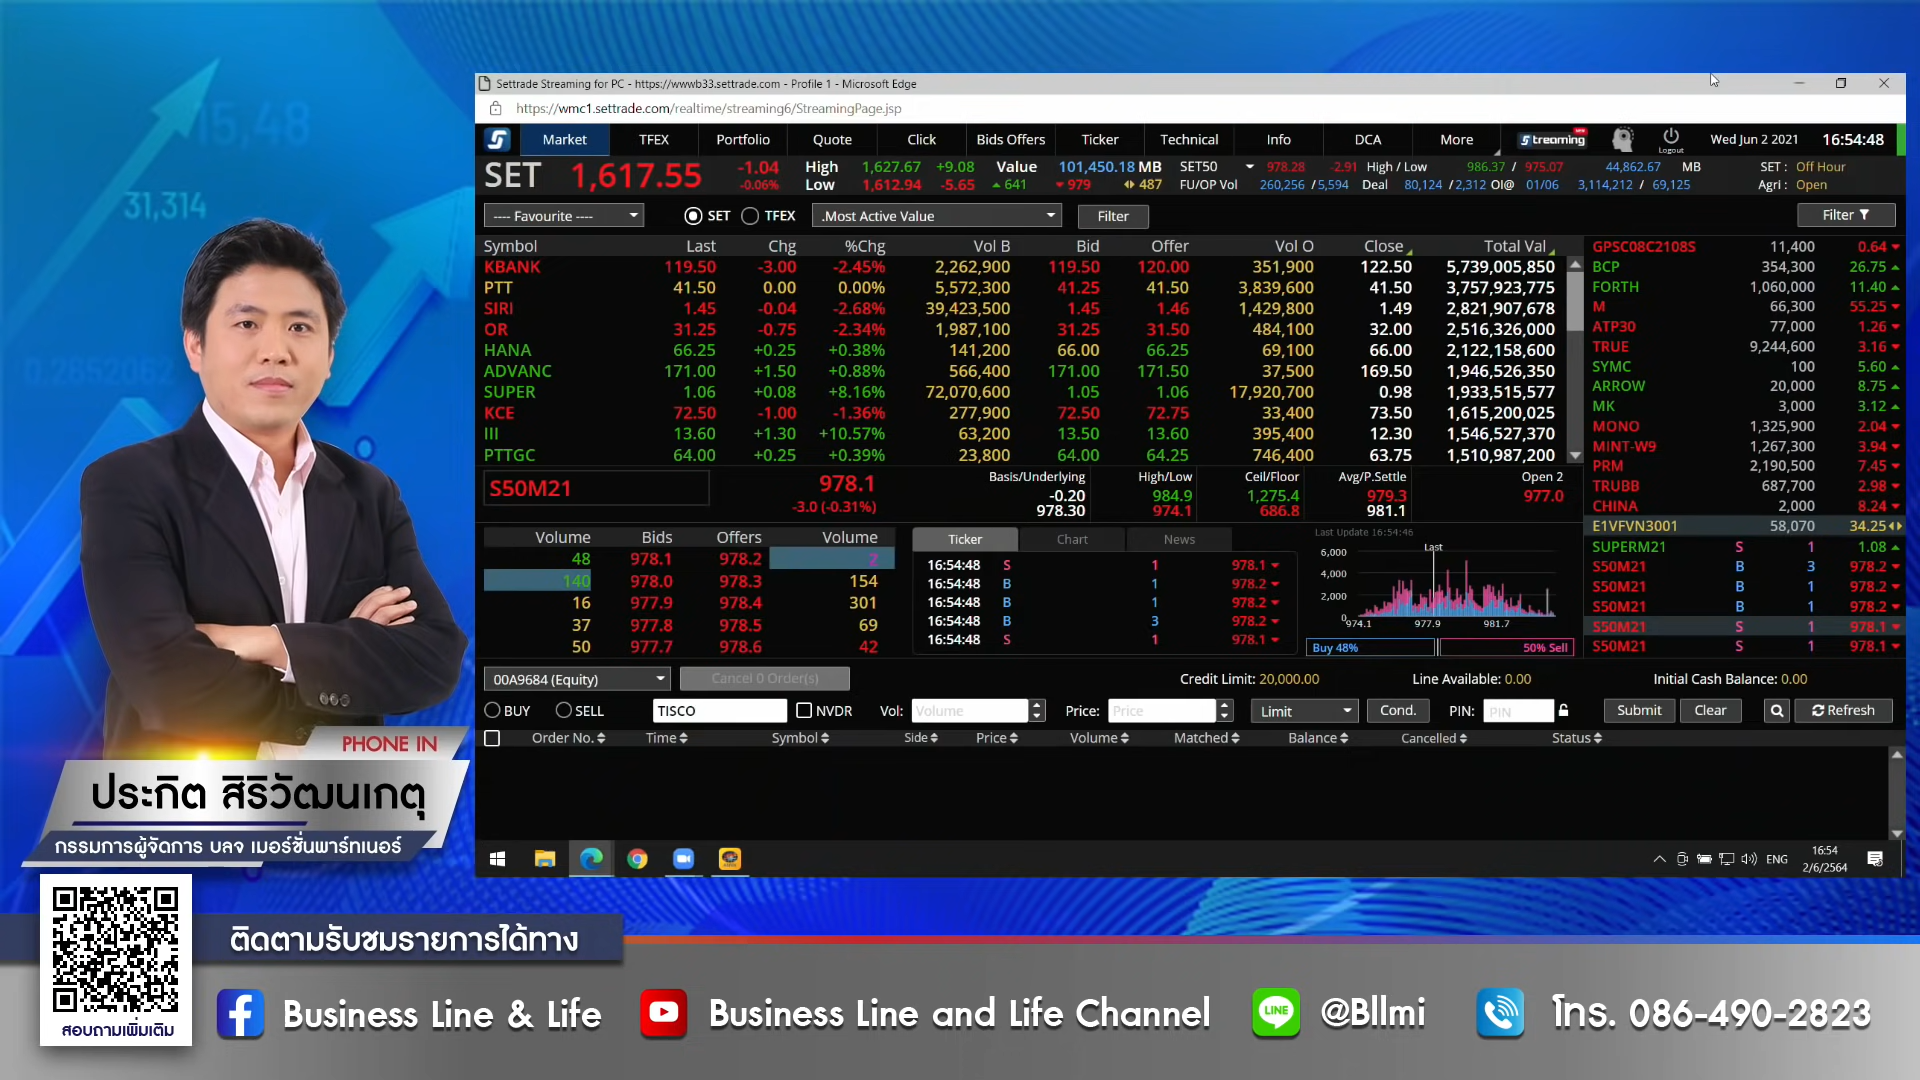 Settrade Streaming for PC - https://wwwb33.settrade.com - Profile 1 - Microsoft Edge
https://wmc1.settrade.com/realtime/streaming6/StreamingPage.jsp
Market TFEX Portfolio Quote Click Bids Offers Ticker Technical Info DCA More Streaming Logout Wed Jun 2 2021 16:54:48
SET 1,617.55 -1.04 High 1,627.67 +9.08 Value 101,450.18 MB SET50 978.28 -2.91 High / Low 986.37 / 975.07 44,862.67 MB SET : Off Hour
-0.06% Low 1,612.94 -5.65 641 979 487 FU/OP Vol 260,256 / 5,594 Deal 80,124 / 2,312 OI@ 01/06 3,114,212 / 69,125 Agri : Open
---- Favourite ---- SET TFEX .Most Active Value Filter Filter
Symbol Last Chg %Chg Vol B Bid Offer Vol O Close Total Val
KBANK 119.50 -3.00 -2.45% 2,262,900 119.50 120.00 351,900 122.50 5,739,005,850
PTT 41.50 0.00 0.00% 5,572,300 41.25 41.50 3,839,600 41.50 3,757,923,775
SIRI 1.45 -0.04 -2.68% 39,423,500 1.45 1.46 1,429,800 1.49 2,821,907,678
OR 31.25 -0.75 -2.34% 1,987,100 31.25 31.50 484,100 32.00 2,516,326,000
HANA 66.25 +0.25 +0.38% 141,200 66.00 66.25 69,100 66.00 2,122,158,600
ADVANC 171.00 +1.50 +0.88% 566,400 171.00 171.50 37,500 169.50 1,946,526,350
SUPER 1.06 +0.08 +8.16% 72,070,600 1.05 1.06 17,920,700 0.98 1,933,515,577
KCE 72.50 -1.00 -1.36% 277,900 72.50 72.75 33,400 73.50 1,615,200,025
III 13.60 +1.30 +10.57% 63,200 13.50 13.60 395,400 12.30 1,546,527,370
PTTGC 64.00 +0.25 +0.39% 23,800 64.00 64.25 746,400 63.75 1,510,987,200
GPSC08C2108S 11,400 0.64
BCP 354,300 26.75
FORTH 1,060,000 11.40
M 66,300 55.25
ATP30 77,000 1.26
TRUE 9,244,600 3.16
SYMC 100 5.60
ARROW 20,000 8.75
MK 3,000 3.12
MONO 1,325,900 2.04
MINT-W9 1,267,300 3.94
PRM 2,190,500 7.45
TRUBB 687,700 2.98
CHINA 2,000 8.24
E1VFVN3001 58,070 34.25
SUPERM21 S 1 1.08
S50M21 B 3 978.2
S50M21 B 1 978.2
S50M21 B 1 978.2
S50M21 S 1 978.1
S50M21 S 1 978.1
S50M21 978.1 Basis/Underlying High/Low Ceil/Floor Avg/P.Settle Open 2
-0.20 984.9 1,275.4 979.3 977.0
-3.0 (-0.31%) 978.30 974.1 686.8 981.1
Volume Bids Offers Volume
48 978.1 978.2 2
140 978.0 978.3 154
16 977.9 978.4 301
37 977.8 978.5 69
50 977.7 978.6 42
Ticker Chart News
16:54:48 S 1 978.1
16:54:48 B 1 978.2
16:54:48 B 1 978.2
16:54:48 B 3 978.2
16:54:48 S 1 978.1
Last Update 16:54:46
Last
6,000
4,000
2,000
0
974.1 977.9 981.7
Buy 48% 50% Sell
00A9684 (Equity) Cancel 0 Order(s) Credit Limit: 20,000.00 Line Available: 0.00 Initial Cash Balance: 0.00
BUY SELL TISCO NVDR Vol: Volume Price: Price Limit Cond. PIN: PIN Submit Clear Refresh
Order No. Time Symbol Side Price Volume Matched Balance Cancelled Status
ENG 16:54
2/6/2564
15,48
31,314
0.2852062
PHONE IN
ประกิต สิริวัฒนเกตุ
กรรมการผู้จัดการ บลจ เมอร์ชั่นพาร์ทเนอร์
ติดตามรับชมรายการได้ทาง
สอบถามเพิ่มเติม
Business Line & Life Business Line and Life Channel LINE @Bllmi โทร. 086-490-2823